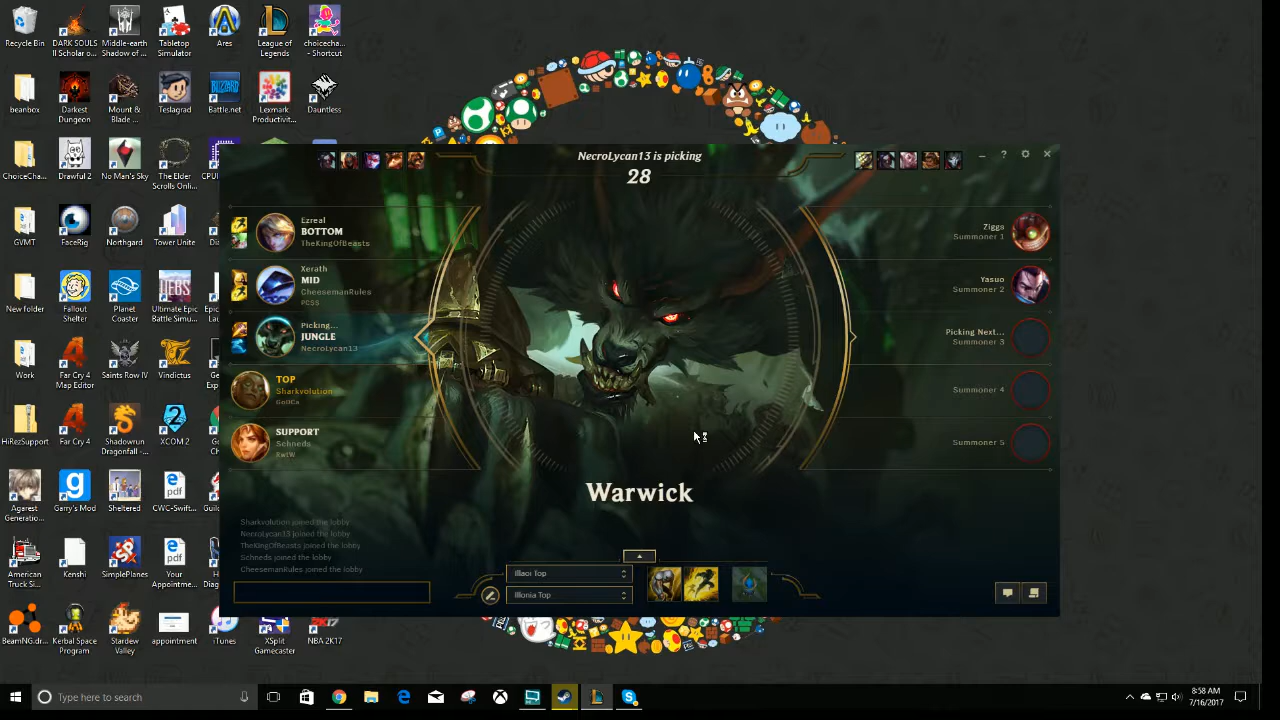 Recycle Bin
DARK SOULS
II Scholar o...
Middle-earth
Shadow of ...
Tabletop
Simulator
Ares
League of
Legends
choicecha...
- Shortcut
beanbox
Darkest
Dungeon
Mount &
Blade ...
Teslagrad
BLIZZARD
Battle.net
Lexmark
Productivit...
Dauntless
ChoiceCha...
Drawful 2
No Man's Sky
The Elder
Scrolls Onli...
GVMT
FaceRig
Northgard
Tower Unite
New folder
Fallout
Shelter
Planet
Coaster
Ultimate Epic
Battle Simu...
Work
Far Cry 4
Map Editor
Saints Row IV
Vindictus
HiRezSupport
Far Cry 4
Shadowrun
Dragonfall -...
XCOM 2
Agarest
Generatio...
Garry's Mod
Sheltered
pdf
CWC-Swift...
American
Truck Si...
Kenshi
SimplePlanes
pdf
Your
Appointme...
BeamNG.dr...
Kerbal Space
Program
Stardew
Valley
appointment
iTunes
XSplit
Gamecaster
NBA 2K17
NecroLycan13 is picking
28
Ezreal
BOTTOM
TheKingOfBeasts
Xerath
MID
CheesemanRules
PCSS
Picking...
JUNGLE
NecroLycan13
TOP
Sharkvolution
Schneds
SUPPORT
Ziggs
Summoner 1
Yasuo
Summoner 2
Picking Next...
Summoner 3
Summoner 4
Summoner 5
Warwick
Sharkvolution joined the lobby
NecroLycan13 joined the lobby
TheKingOfBeasts joined the lobby
Schneds joined the lobby
CheesemanRules joined the lobby
Illaoi Top
Illonia Top
Type here to search
8:58 AM
7/16/2017